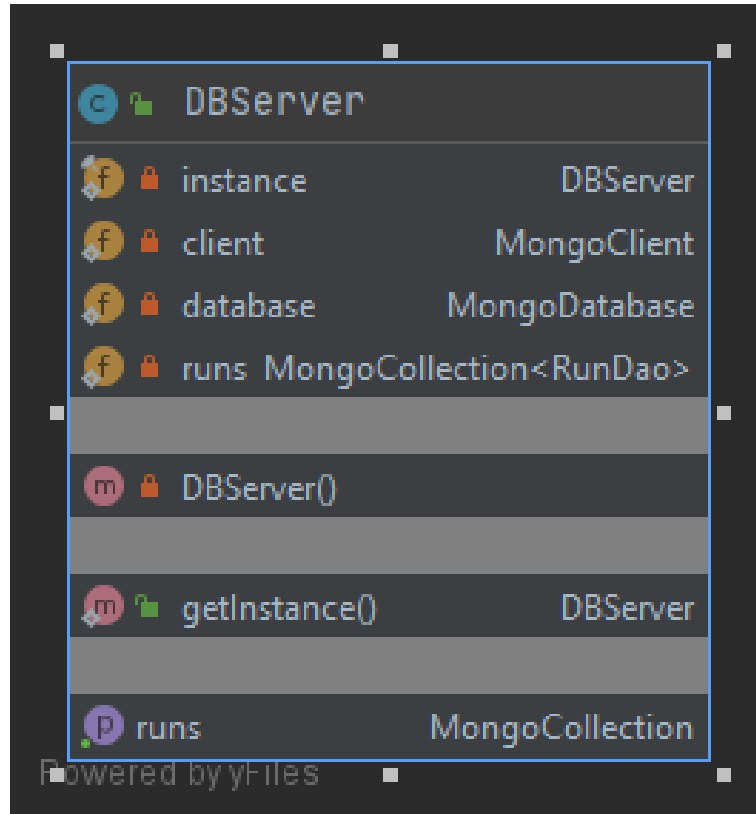 DBServer
instance DBServer
client MongoClient
database MongoDatabase
runs MongoCollection<RunDao>
DBServer()
getInstance() DBServer
runs MongoCollection
Powered by yFiles